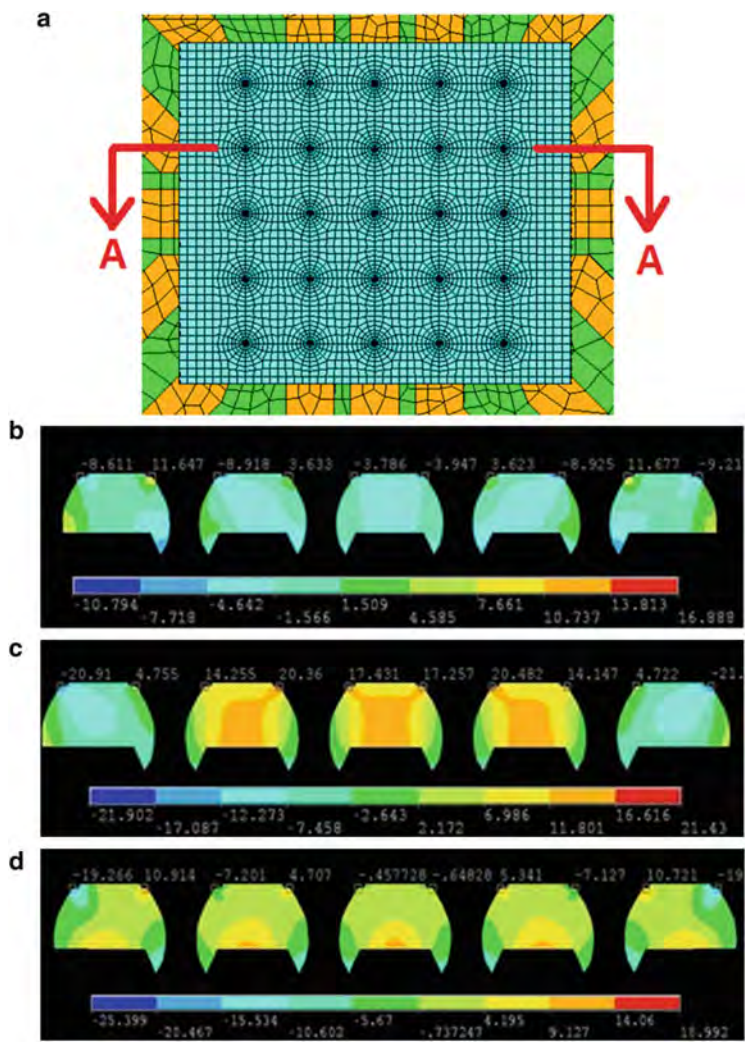 a
A A
b
-8.611 11.647 -8.918 3.633 -3.786 -3.947 3.623 -8.925 11.677 -9.21
-10.794 -4.642 1.509 7.661 13.813
-7.718 -1.566 4.585 10.737 16.888
c
-20.91 4.755 14.255 20.36 17.431 17.257 20.482 14.147 4.722 -21.
-21.902 -12.273 -2.643 6.986 16.616
-17.087 -7.458 2.172 11.801 21.43
d
-19.266 10.914 -7.201 4.707 -.457728 -.64828 5.341 -7.127 10.721 -19
-25.399 -15.534 -5.67 4.195 14.06
-20.467 -10.602 -.737247 9.127 18.992